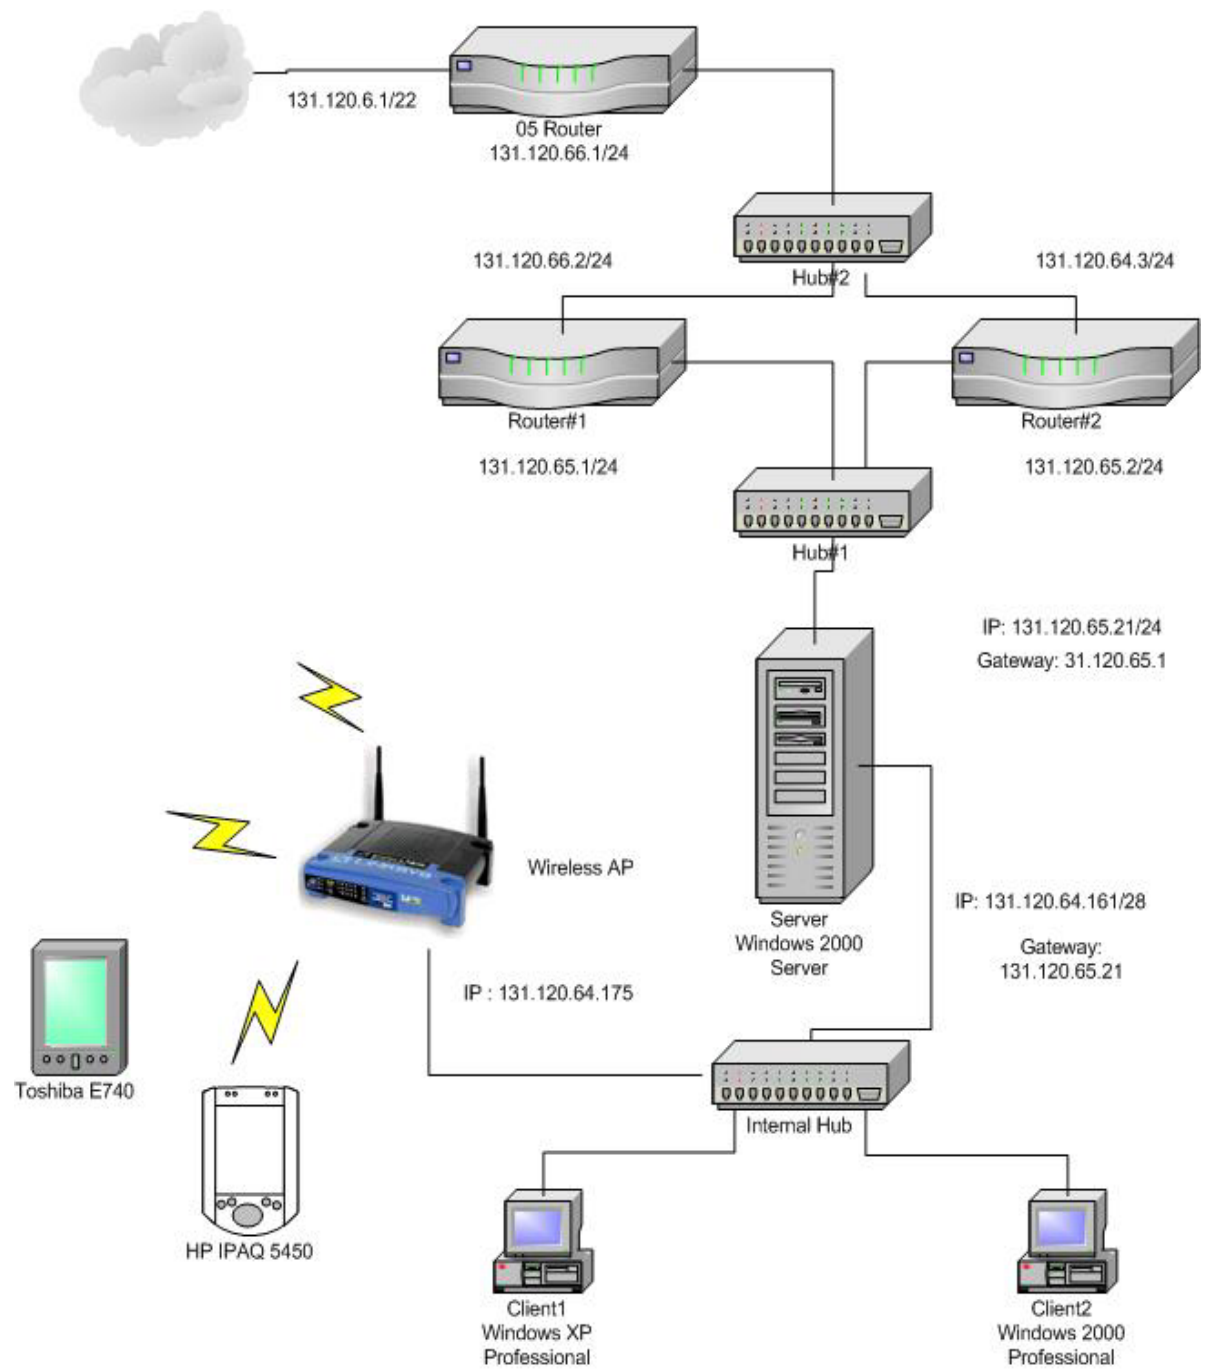 131.120.6.1/22
05 Router
131.120.66.1/24
131.120.66.2/24
Hub#2
131.120.64.3/24
Router#1
Router#2
131.120.65.1/24
131.120.65.2/24
Hub#1
IP: 131.120.65.21/24
Gateway: 31.120.65.1
Wireless AP
Server
Windows 2000
Server
IP: 131.120.64.161/28
Gateway:
131.120.65.21
IP : 131.120.64.175
Toshiba E740
Internal Hub
HP IPAQ 5450
Client1
Windows XP
Professional
Client2
Windows 2000
Professional